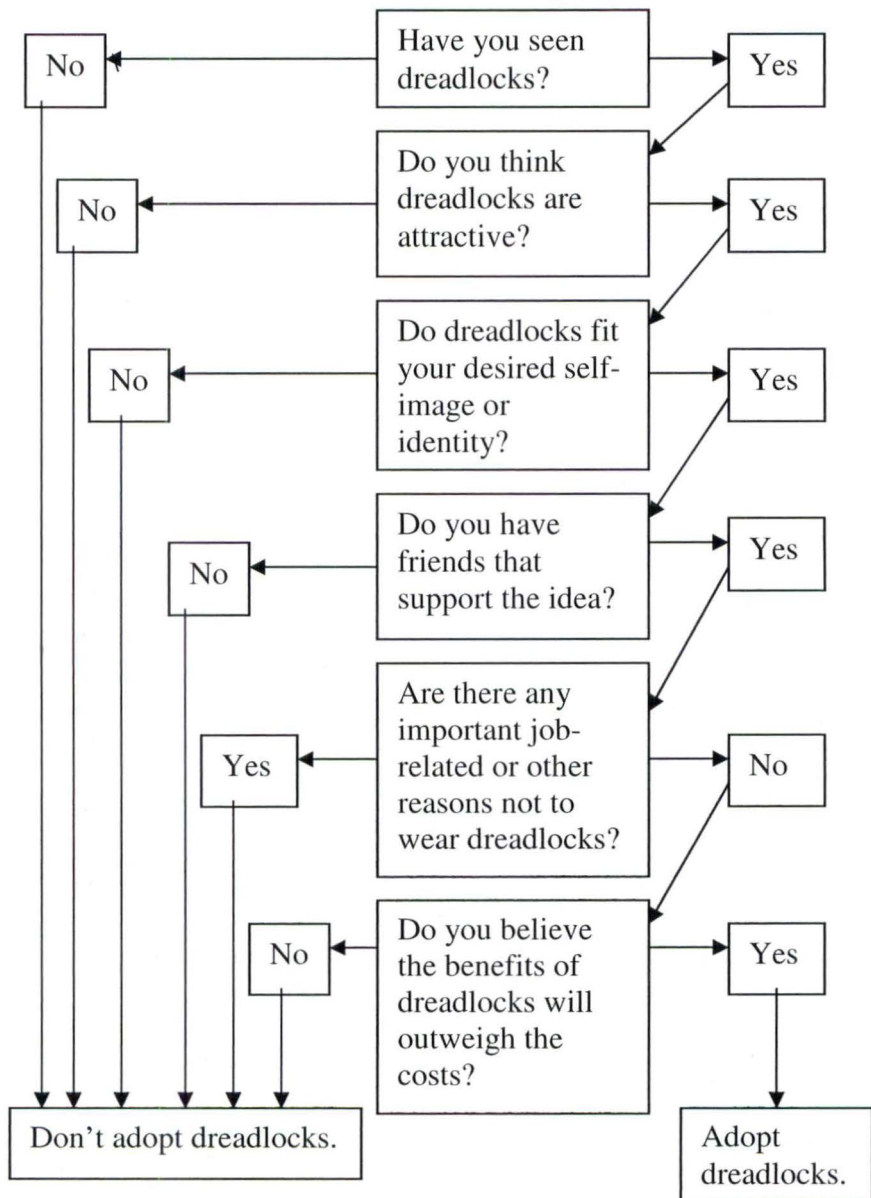 Have you seen
dreadlocks?
No
Yes
Do you think
dreadlocks are
attractive?
No
Yes
Do dreadlocks fit
your desired self-
image or
identity?
No
Yes
Do you have
friends that
support the idea?
No
Yes
Are there any
important job-
related or other
reasons not to
wear dreadlocks?
Yes
No
Do you believe
the benefits of
dreadlocks will
outweigh the
costs?
No
Yes
Don't adopt dreadlocks.
Adopt
dreadlocks.